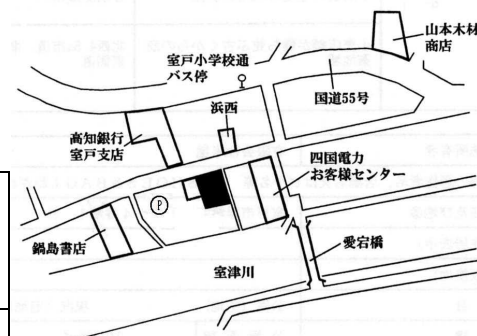 山本木材
商店
室戸小学校通
バス停
国道55号
浜西
高知銀行
室戸支店
四国電力
お客様センター
P
鍋島書店
愛宕橋
室津川